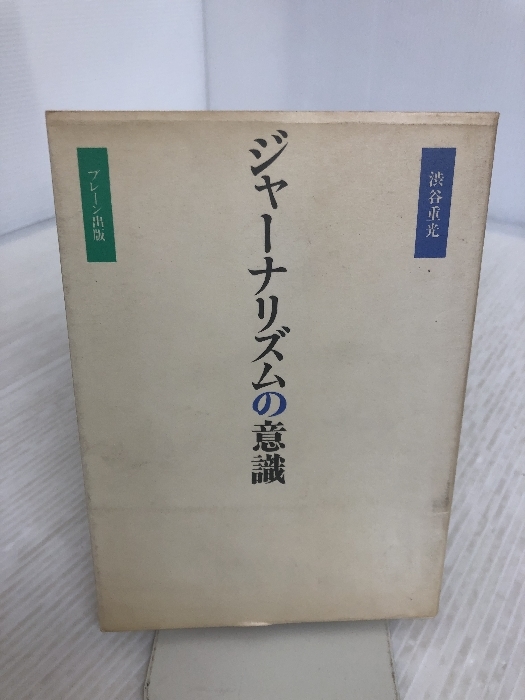 渋谷重光
ジャーナリズムの意識
ブレーン出版